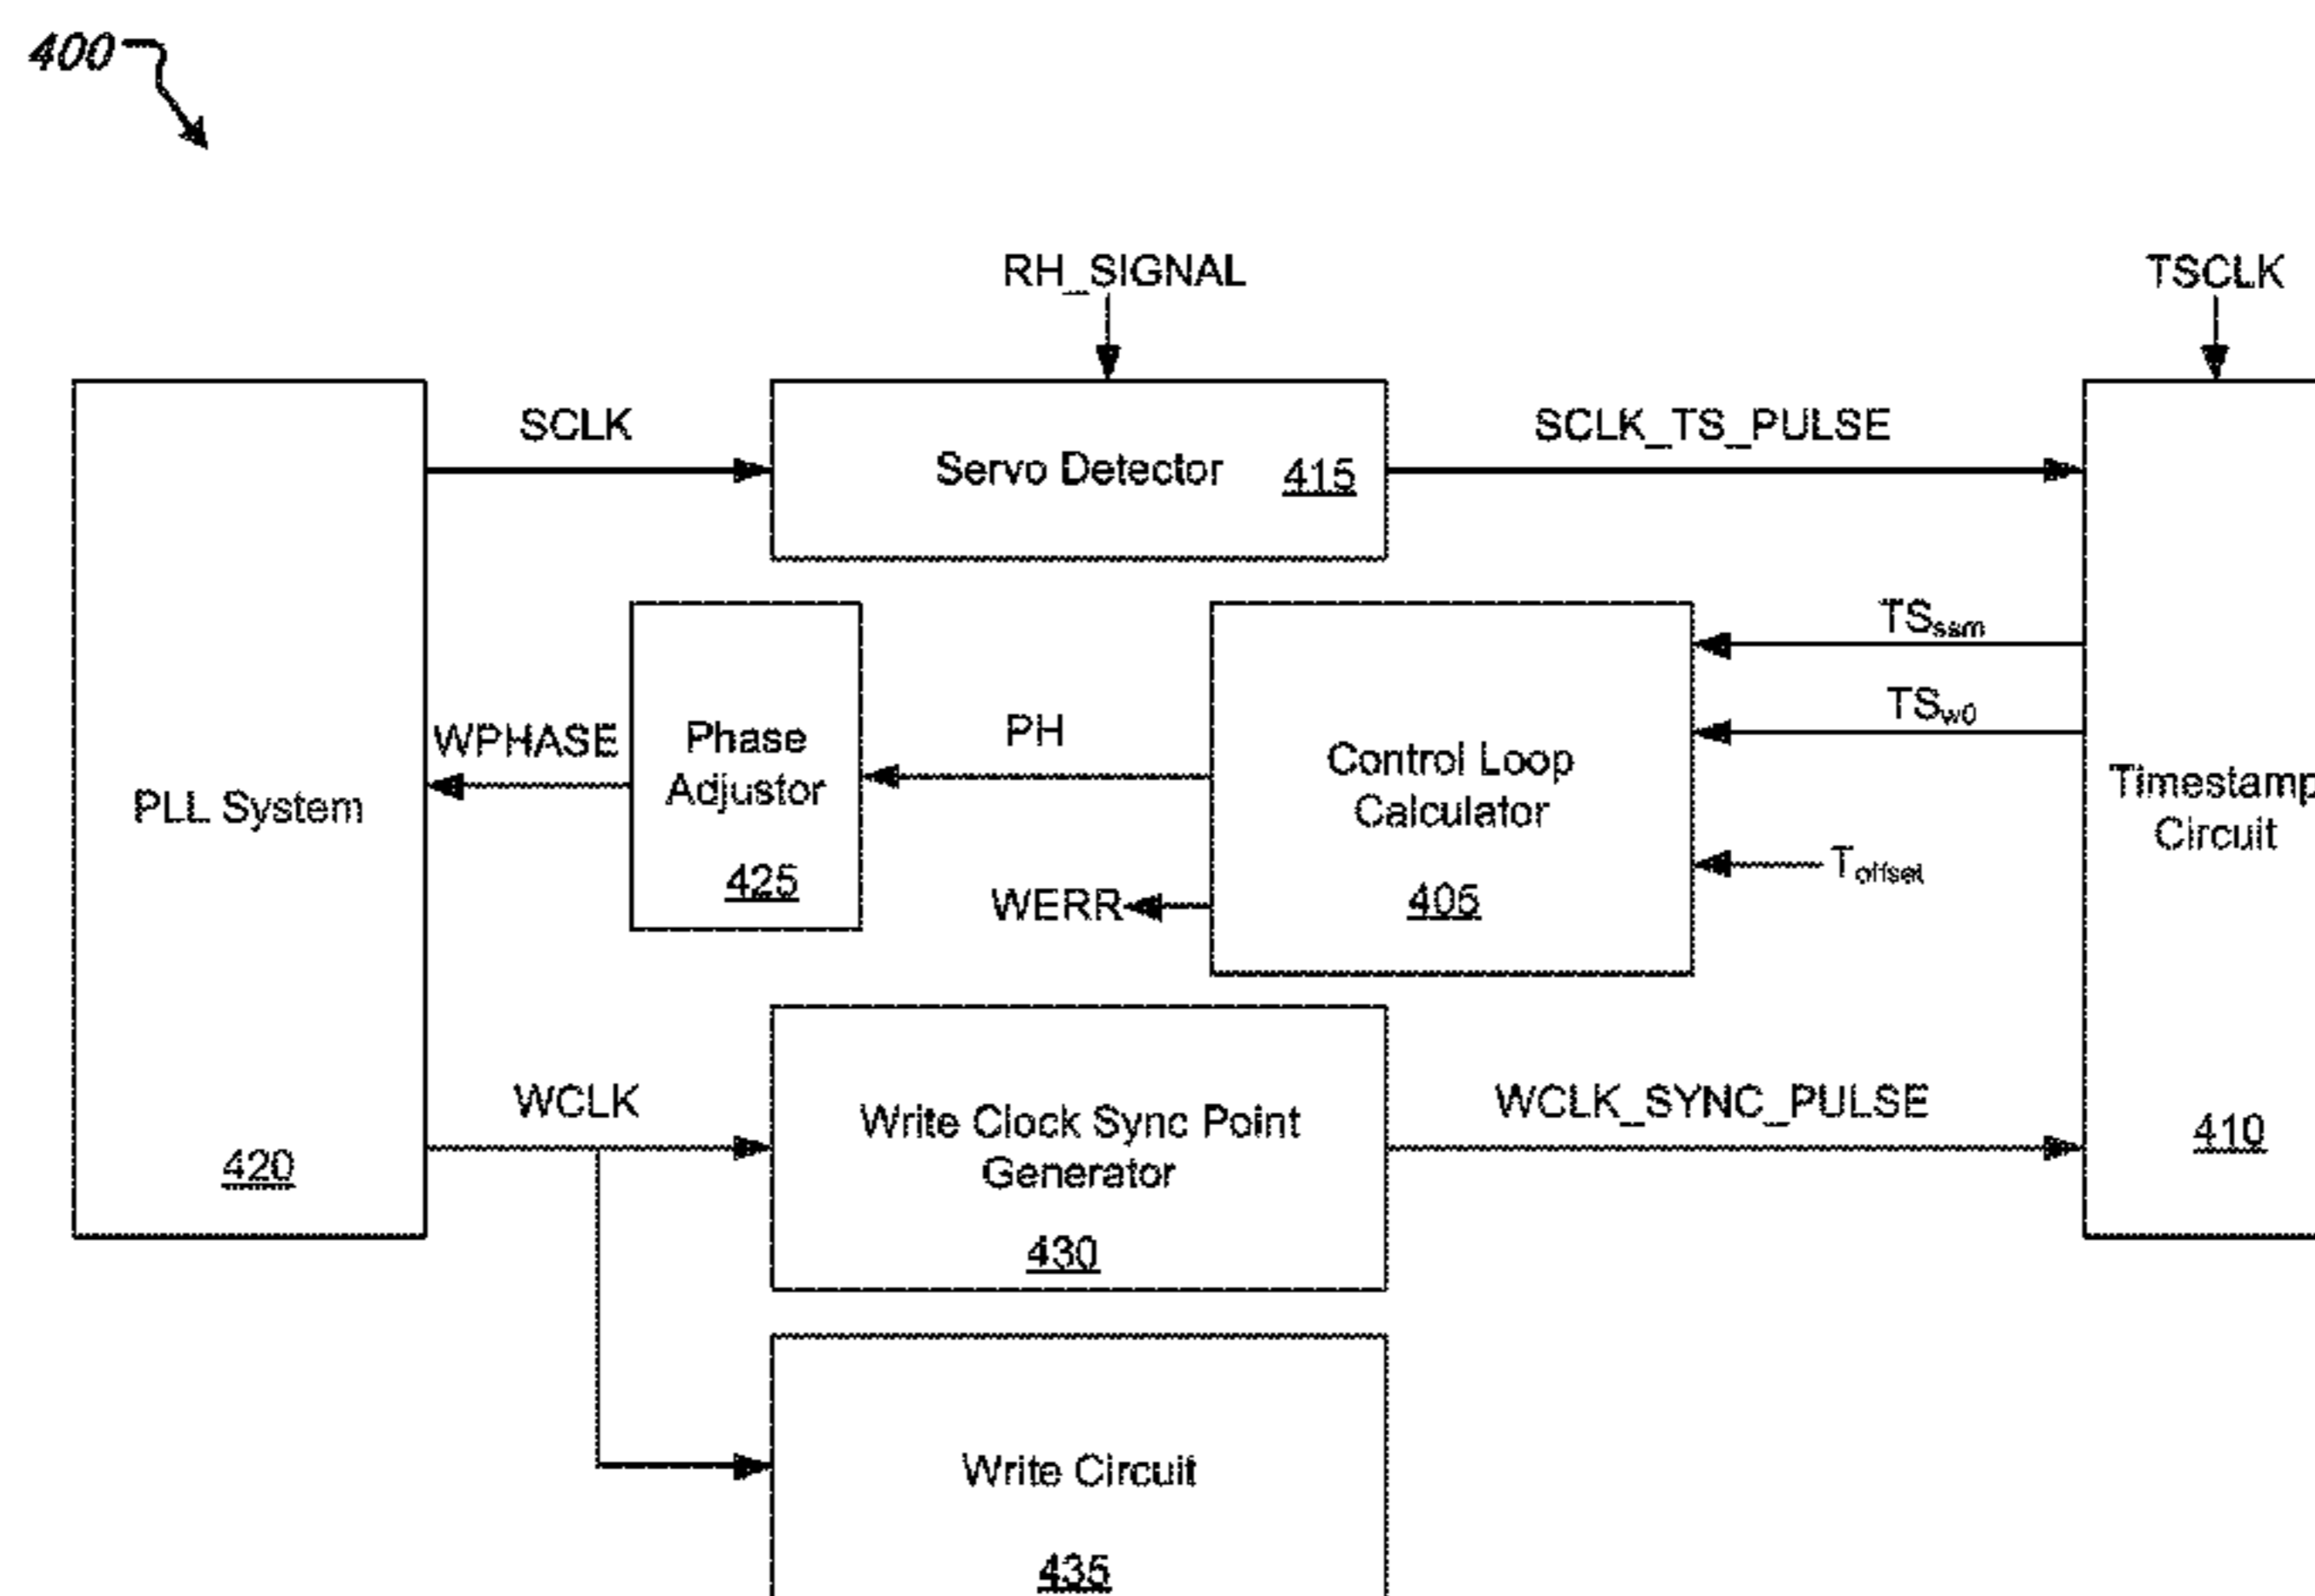 400
RH_SIGNAL
TSCLK
SCLK
SCLK_TS_PULSE
Servo Detector 415
TSssm
TSw0
WPHASE
Phase
Adjustor
425
PH
Control Loop
Calculator
405
WERR
Toffset
PLL System
420
Timestamp
Circuit
410
WCLK
Write Clock Sync Point
Generator
430
WCLK_SYNC_PULSE
Write Circuit
435